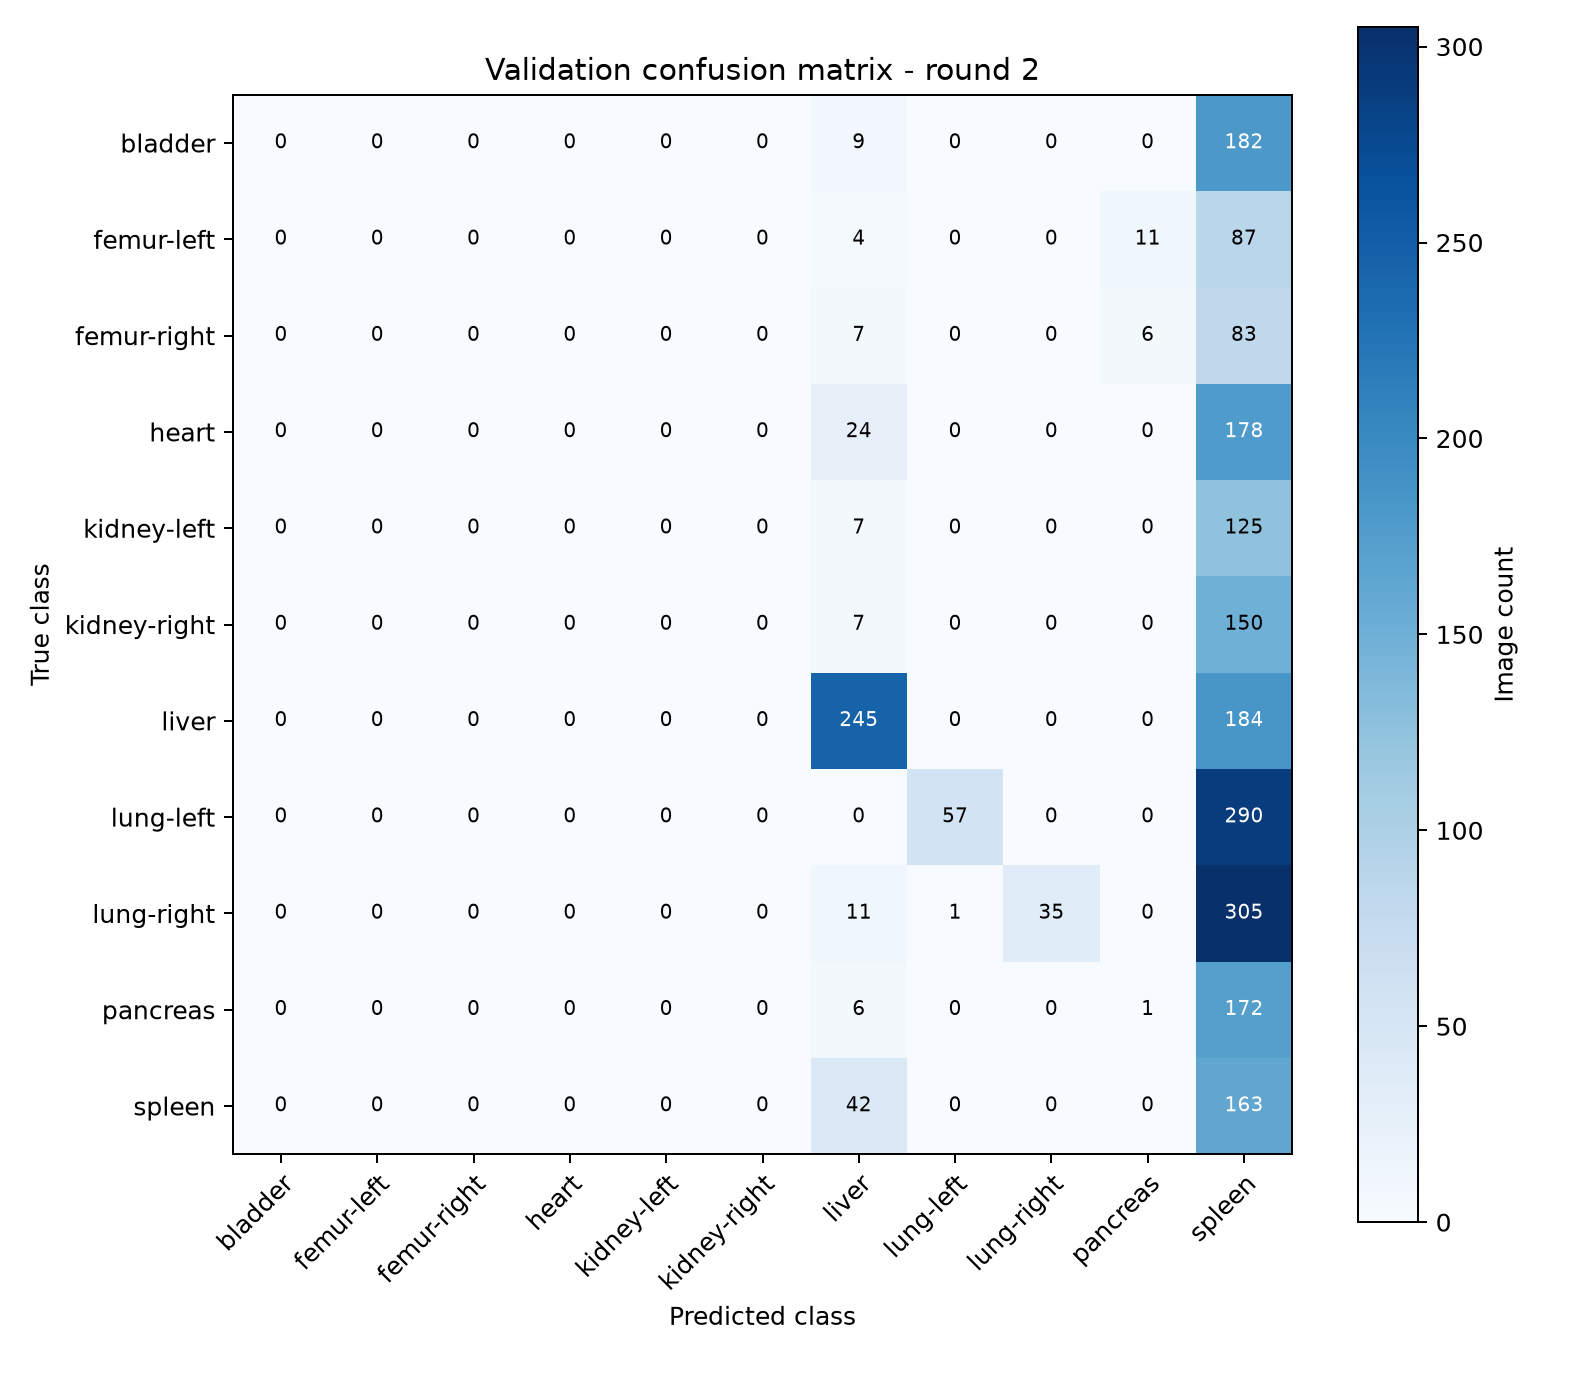 Validation confusion matrix - round 2
bladder 0 0 0 0 0 0 9 0 0 0 182
femur-left 0 0 0 0 0 0 4 0 0 11 87
femur-right 0 0 0 0 0 0 7 0 0 6 83
heart 0 0 0 0 0 0 24 0 0 0 178
kidney-left 0 0 0 0 0 0 7 0 0 0 125
kidney-right 0 0 0 0 0 0 7 0 0 0 150
liver 0 0 0 0 0 0 245 0 0 0 184
lung-left 0 0 0 0 0 0 0 57 0 0 290
lung-right 0 0 0 0 0 0 11 1 35 0 305
pancreas 0 0 0 0 0 0 6 0 0 1 172
spleen 0 0 0 0 0 0 42 0 0 0 163
bladder femur-left femur-right heart kidney-left kidney-right liver lung-left lung-right pancreas spleen
Predicted class
True class
300
250
200
150
100
50
0
Image count